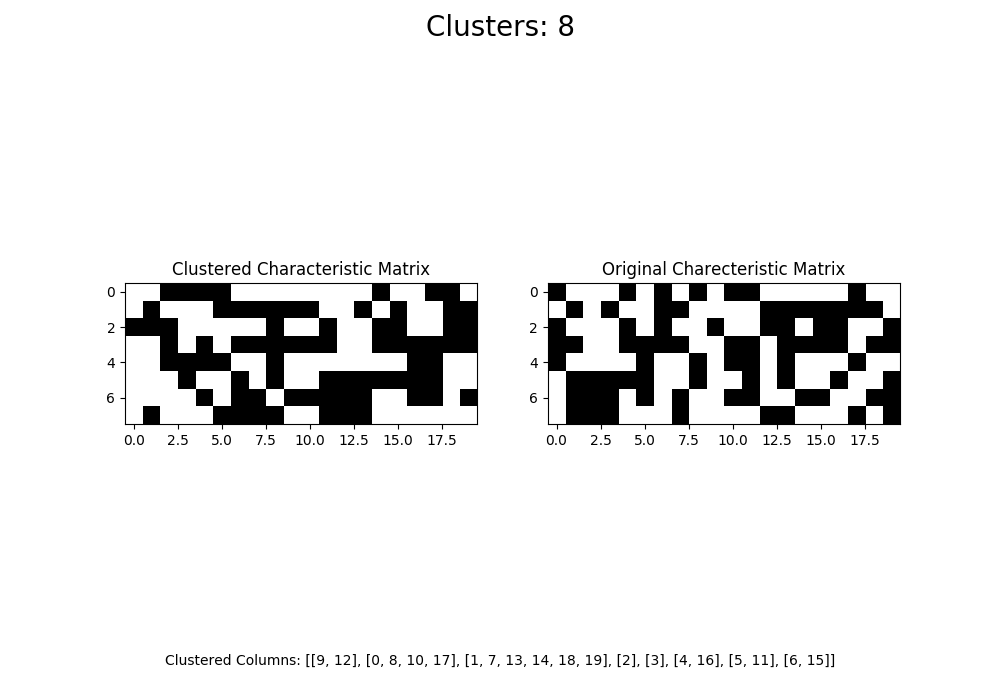 Clusters: 8
Clustered Characteristic Matrix
Original Charecteristic Matrix
0
2
4
6
0.0 2.5 5.0 7.5 10.0 12.5 15.0 17.5
0
2
4
6
0.0 2.5 5.0 7.5 10.0 12.5 15.0 17.5
Clustered Columns: [[9, 12], [0, 8, 10, 17], [1, 7, 13, 14, 18, 19], [2], [3], [4, 16], [5, 11], [6, 15]]